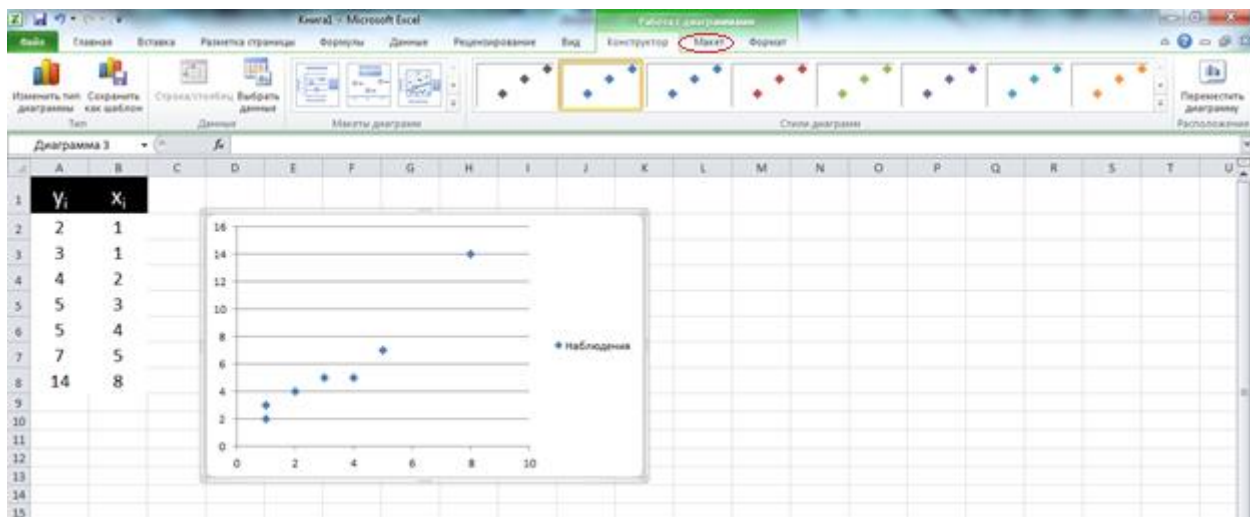 Книга1 - Microsoft Excel
Работа с диаграммами
Файл Главная Вставка Разметка страницы Формулы Данные Рецензирование Вид Конструктор Макет Формат
Изменить тип диаграммы
Сохранить как шаблон
Строка/столбец
Выбрать данные
Переместить диаграмму
Тип Данные Макеты диаграмм Стили диаграмм Расположение
Диаграмма 3 fx
A B C D E F G H I J K L M N O P Q R S T U
1 yi xi
2 2 1
3 3 1
4 4 2
5 5 3
6 5 4
7 7 5
8 14 8
9
10
11
12
13
14
15
16
14
12
10
8
6
4
2
0
0 2 4 6 8 10
Наблюдения